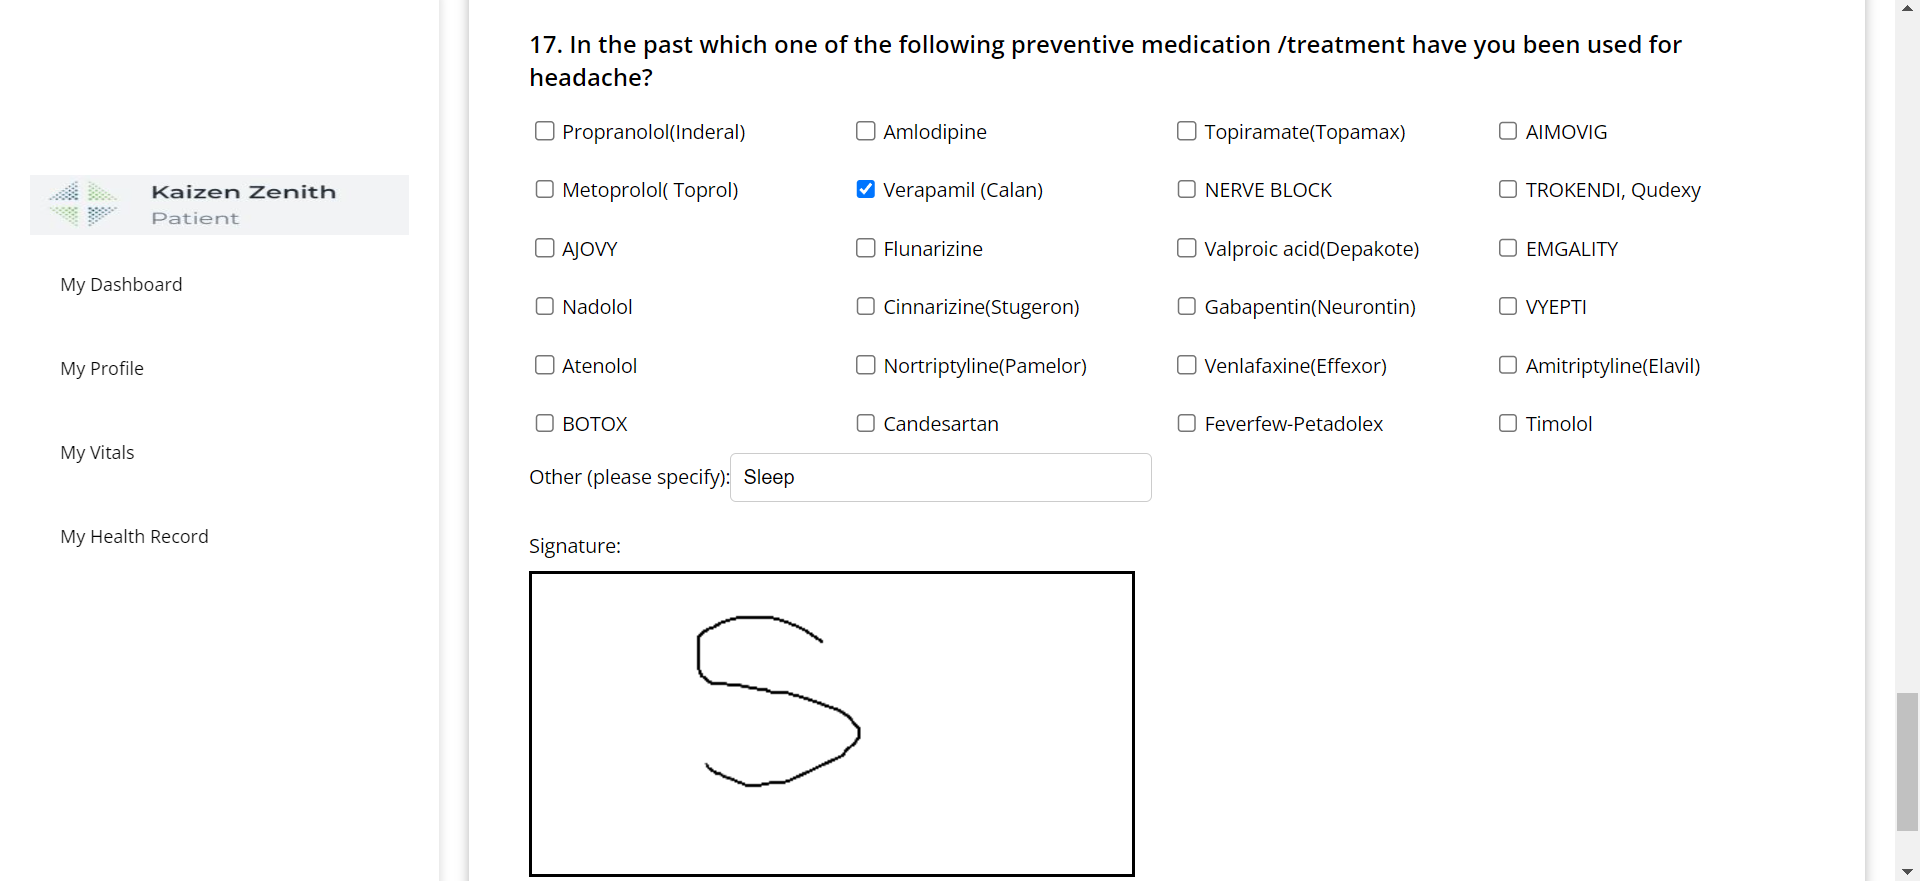 17. In the past which one of the following preventive medication /treatment have you been used for
headache?
Propranolol(Inderal) Amlodipine Topiramate(Topamax) AIMOVIG
Kaizen Zenith
Patient
Metoprolol( Toprol) Verapamil (Calan) NERVE BLOCK TROKENDI, Qudexy
AJOVY Flunarizine Valproic acid(Depakote) EMGALITY
My Dashboard
Nadolol Cinnarizine(Stugeron) Gabapentin(Neurontin) VYEPTI
My Profile
Atenolol Nortriptyline(Pamelor) Venlafaxine(Effexor) Amitriptyline(Elavil)
BOTOX Candesartan Feverfew-Petadolex Timolol
My Vitals
Other (please specify): Sleep
My Health Record
Signature:
S